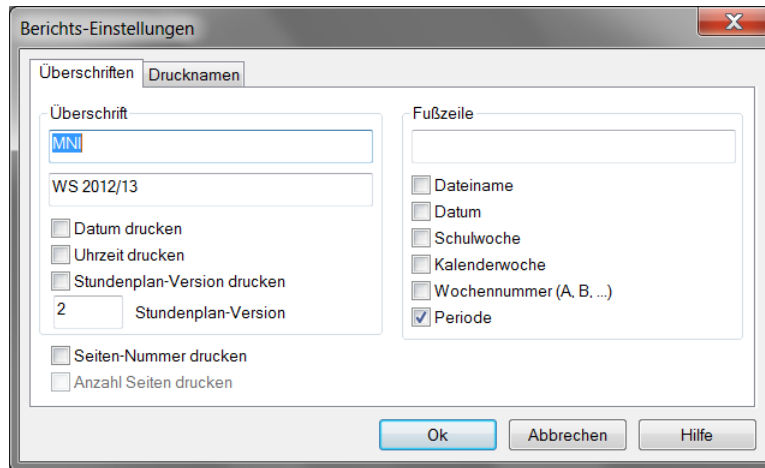 Berichts-Einstellungen
X
Überschriften
Drucknamen
Überschrift
MNI
WS 2012/13
Datum drucken
Uhrzeit drucken
Stundenplan-Version drucken
2 Stundenplan-Version
Seiten-Nummer drucken
Anzahl Seiten drucken
Fußzeile
Dateiname
Datum
Schulwoche
Kalenderwoche
Wochennummer (A, B, ...)
Periode
Ok
Abbrechen
Hilfe